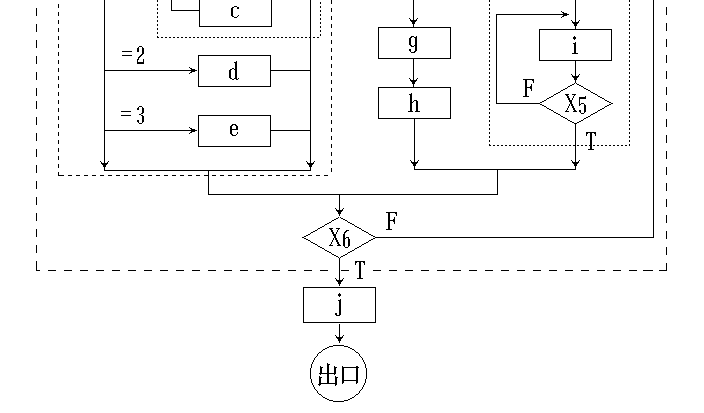 c
g
i
=2
d
F
h
X5
=3
e
T
F
X6
T
j
出口